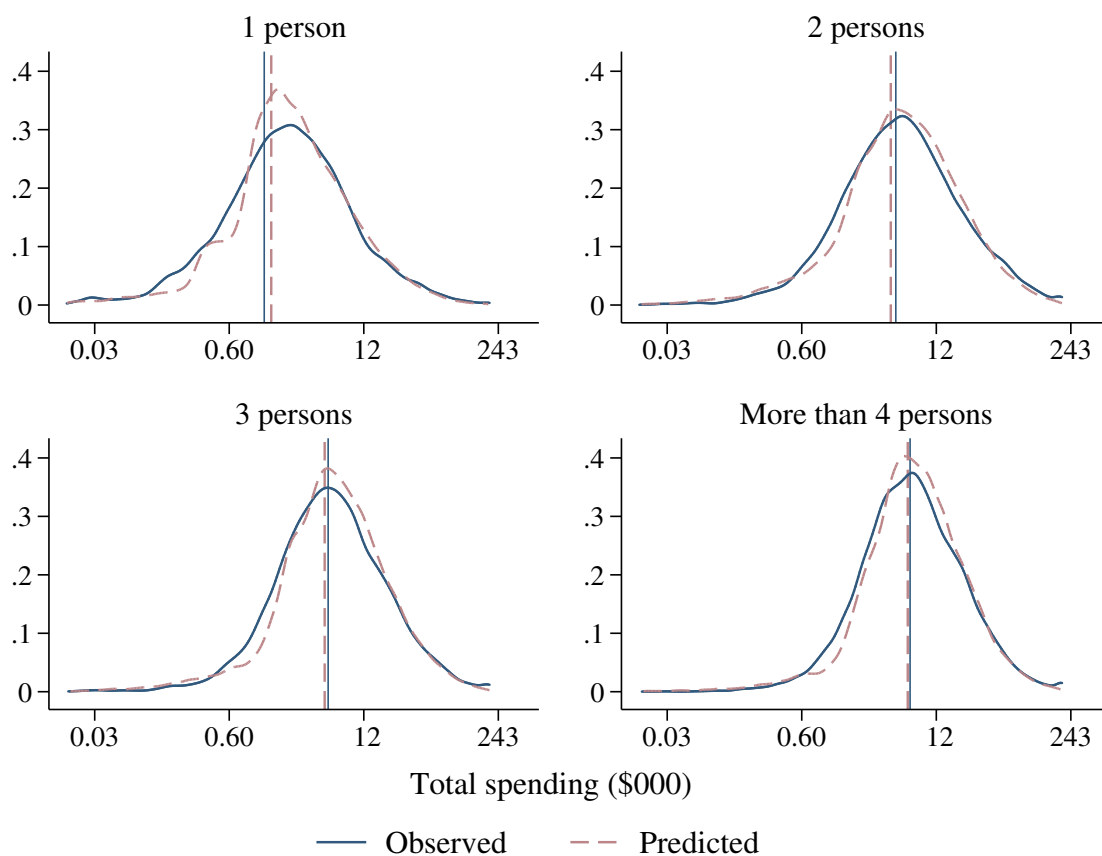 1 person
2 persons
.4
.3
.2
.1
0
0.03 0.60 12 243
.4
.3
.2
.1
0
0.03 0.60 12 243
3 persons
More than 4 persons
.4
.3
.2
.1
0
0.03 0.60 12 243
.4
.3
.2
.1
0
0.03 0.60 12 243
Total spending ($000)
Observed Predicted